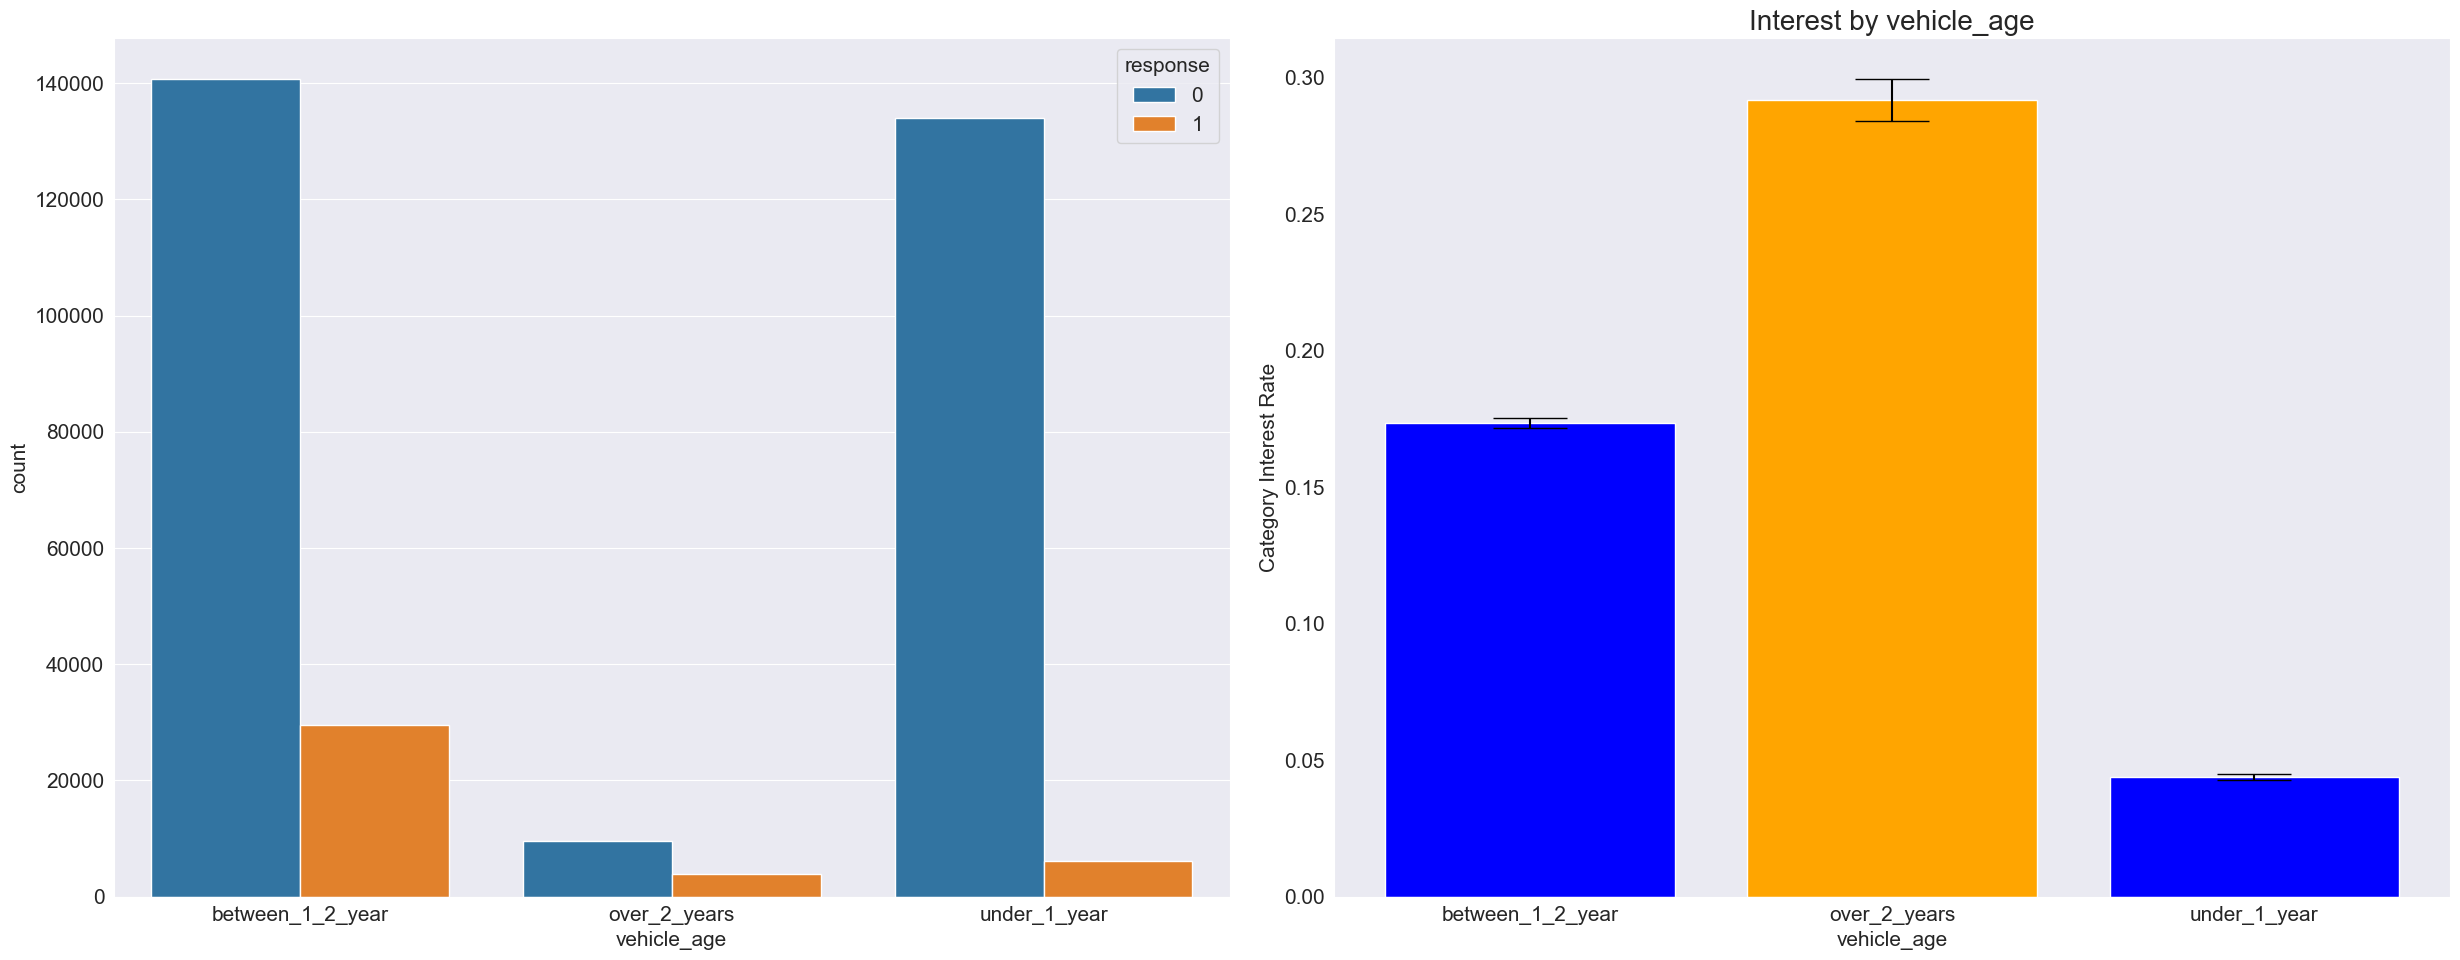 140000
120000
100000
80000
60000
40000
20000
0
count
between_1_2_year over_2_years under_1_year
vehicle_age
response
0
1
Interest by vehicle_age
0.30
0.25
0.20
0.15
0.10
0.05
0.00
Category Interest Rate
between_1_2_year over_2_years under_1_year
vehicle_age